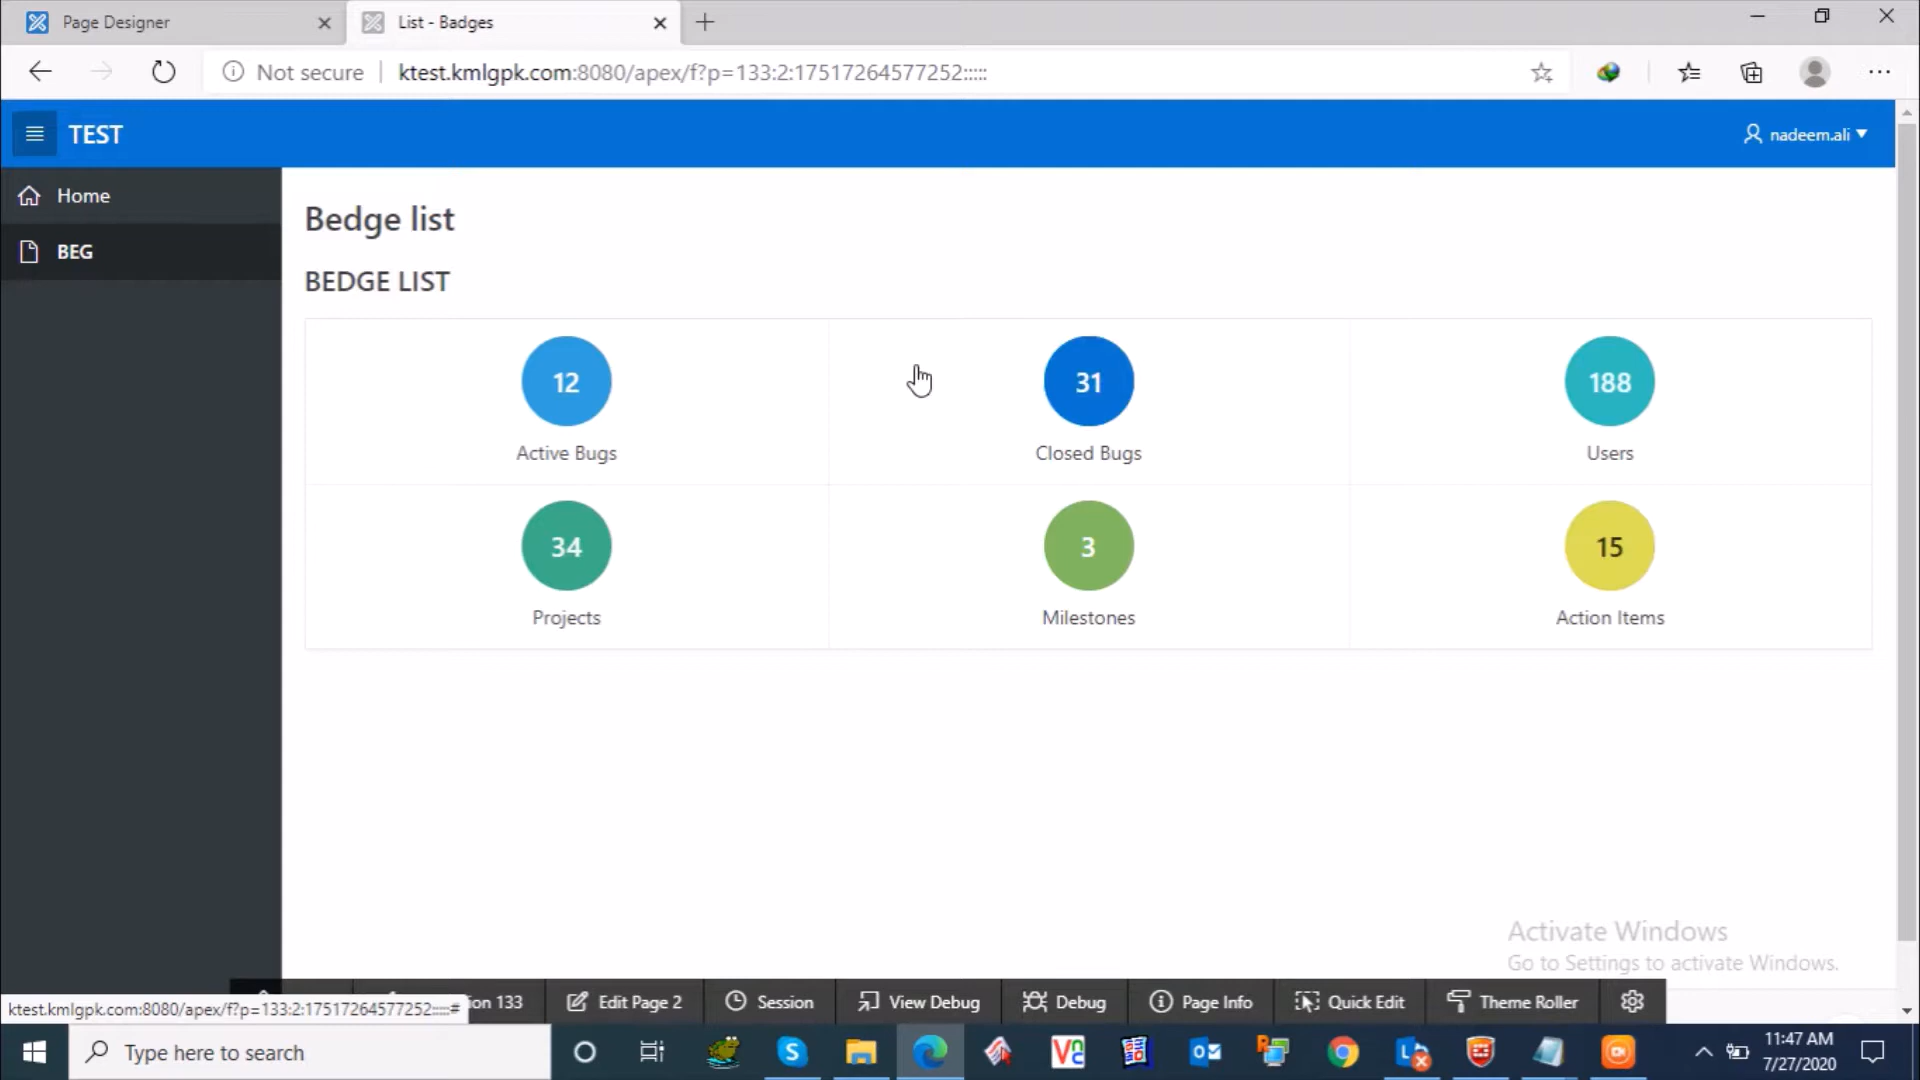 Page Designer
List - Badges
Not secure
ktest.kmlgpk.com:8080/apex/f?p=133:2:17517264577252:::::
TEST
nadeem.ali
Home
BEG
Bedge list
BEDGE LIST
12
31
188
Active Bugs
Closed Bugs
Users
34
3
15
Projects
Milestones
Action Items
Activate Windows
Go to Settings to activate Windows.
ktest.kmlgpk.com:8080/apex/f?p=133:2:17517264577252:::::#
ion 133
Edit Page 2
Session
View Debug
Debug
Page Info
Quick Edit
Theme Roller
Type here to search
11:47 AM
7/27/2020